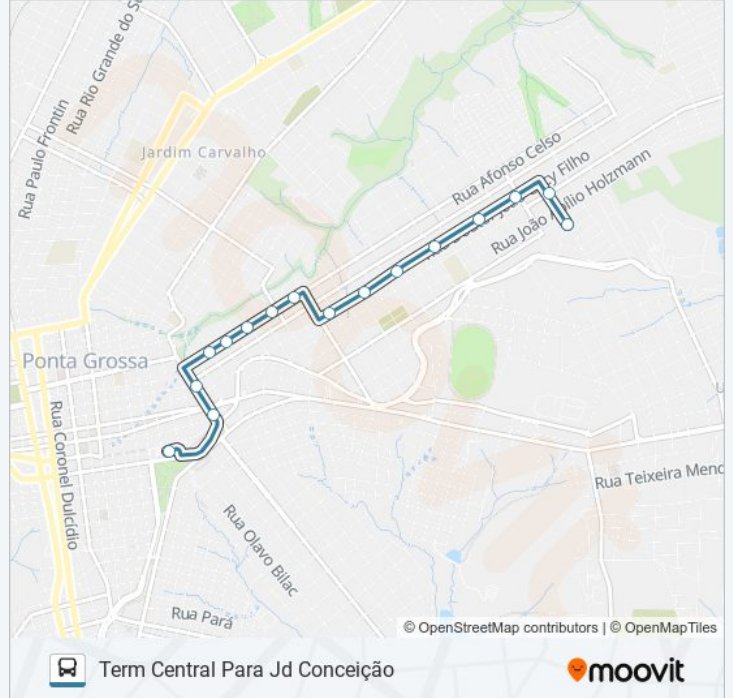 Rua Rio Grande do S
Rua Paulo Frontin
Jardim Carvalho
Rua Afonso Celso
Filho
Rua João Holzmann
Ponta Grossa
Rua Coronel Dulcídio
Rua Teixeira Mend
Rua Olavo Bilac
Rua Pará
© OpenStreetMap contributors | © OpenMapTiles
Term Central Para Jd Conceição
moovit